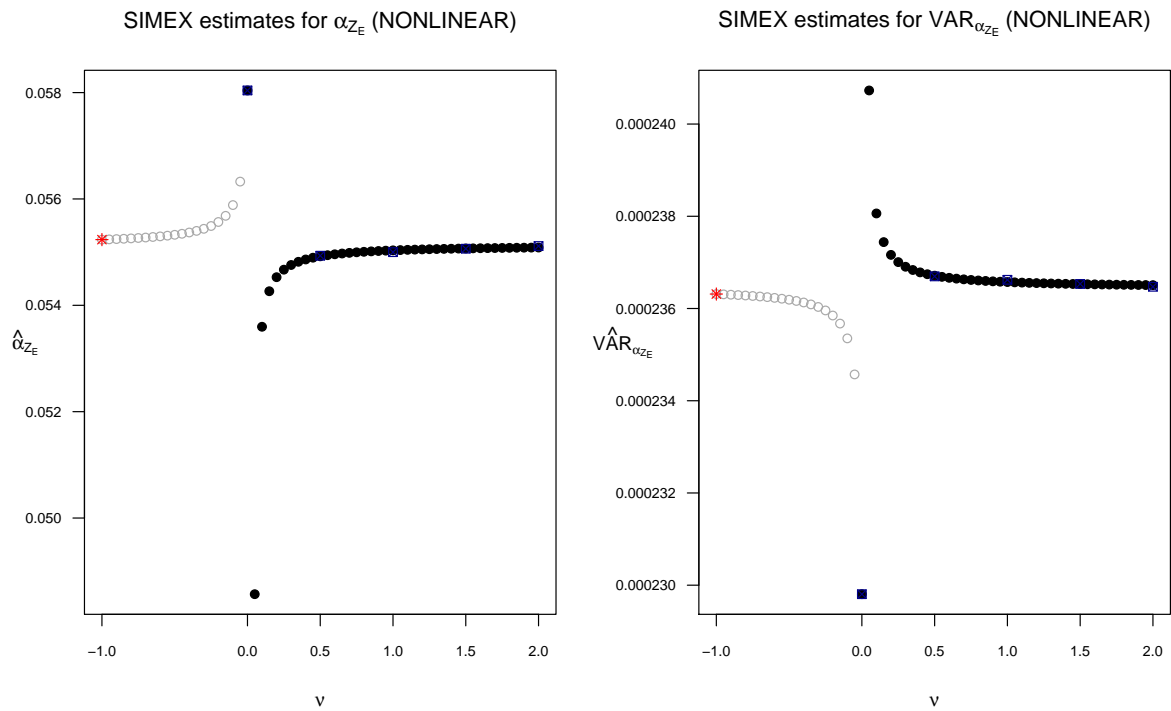 SIMEX estimates for α_{Z_E} (NONLINEAR)
0.058
0.056
0.054
0.052
0.050
α̂_{Z_E}
−1.0 0.0 0.5 1.0 1.5 2.0
ν
SIMEX estimates for VAR_{α_{Z_E}} (NONLINEAR)
0.000240
0.000238
0.000236
0.000234
0.000232
0.000230
VÂR_{α_{Z_E}}
−1.0 0.0 0.5 1.0 1.5 2.0
ν